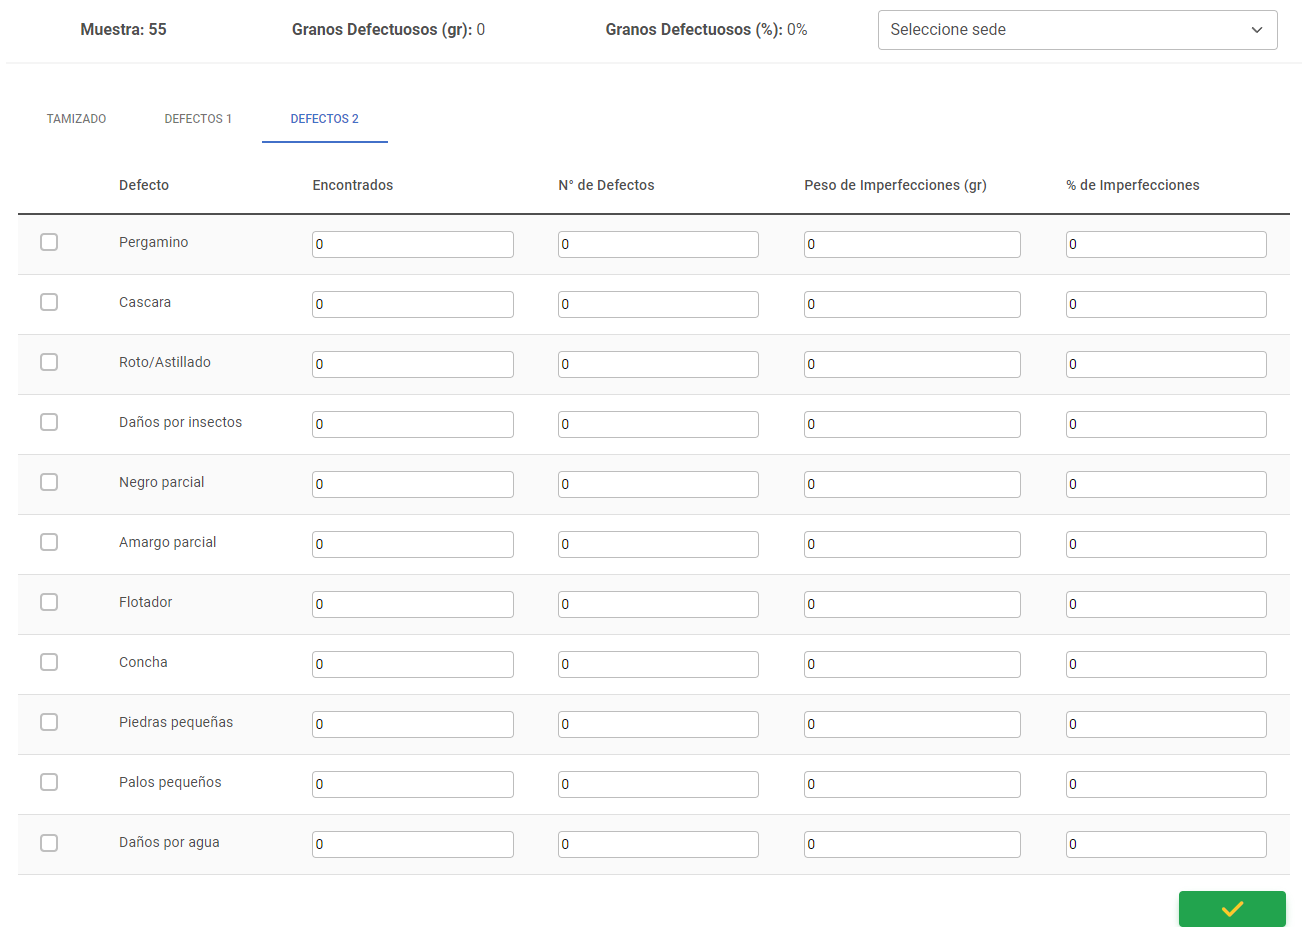 Muestra: 55 Granos Defectuosos (gr): 0 Granos Defectuosos (%): 0% Seleccione sede
TAMIZADO DEFECTOS 1 DEFECTOS 2
Defecto Encontrados N° de Defectos Peso de Imperfecciones (gr) % de Imperfecciones
Pergamino 0 0 0 0
Cascara 0 0 0 0
Roto/Astillado 0 0 0 0
Daños por insectos 0 0 0 0
Negro parcial 0 0 0 0
Amargo parcial 0 0 0 0
Flotador 0 0 0 0
Concha 0 0 0 0
Piedras pequeñas 0 0 0 0
Palos pequeños 0 0 0 0
Daños por agua 0 0 0 0